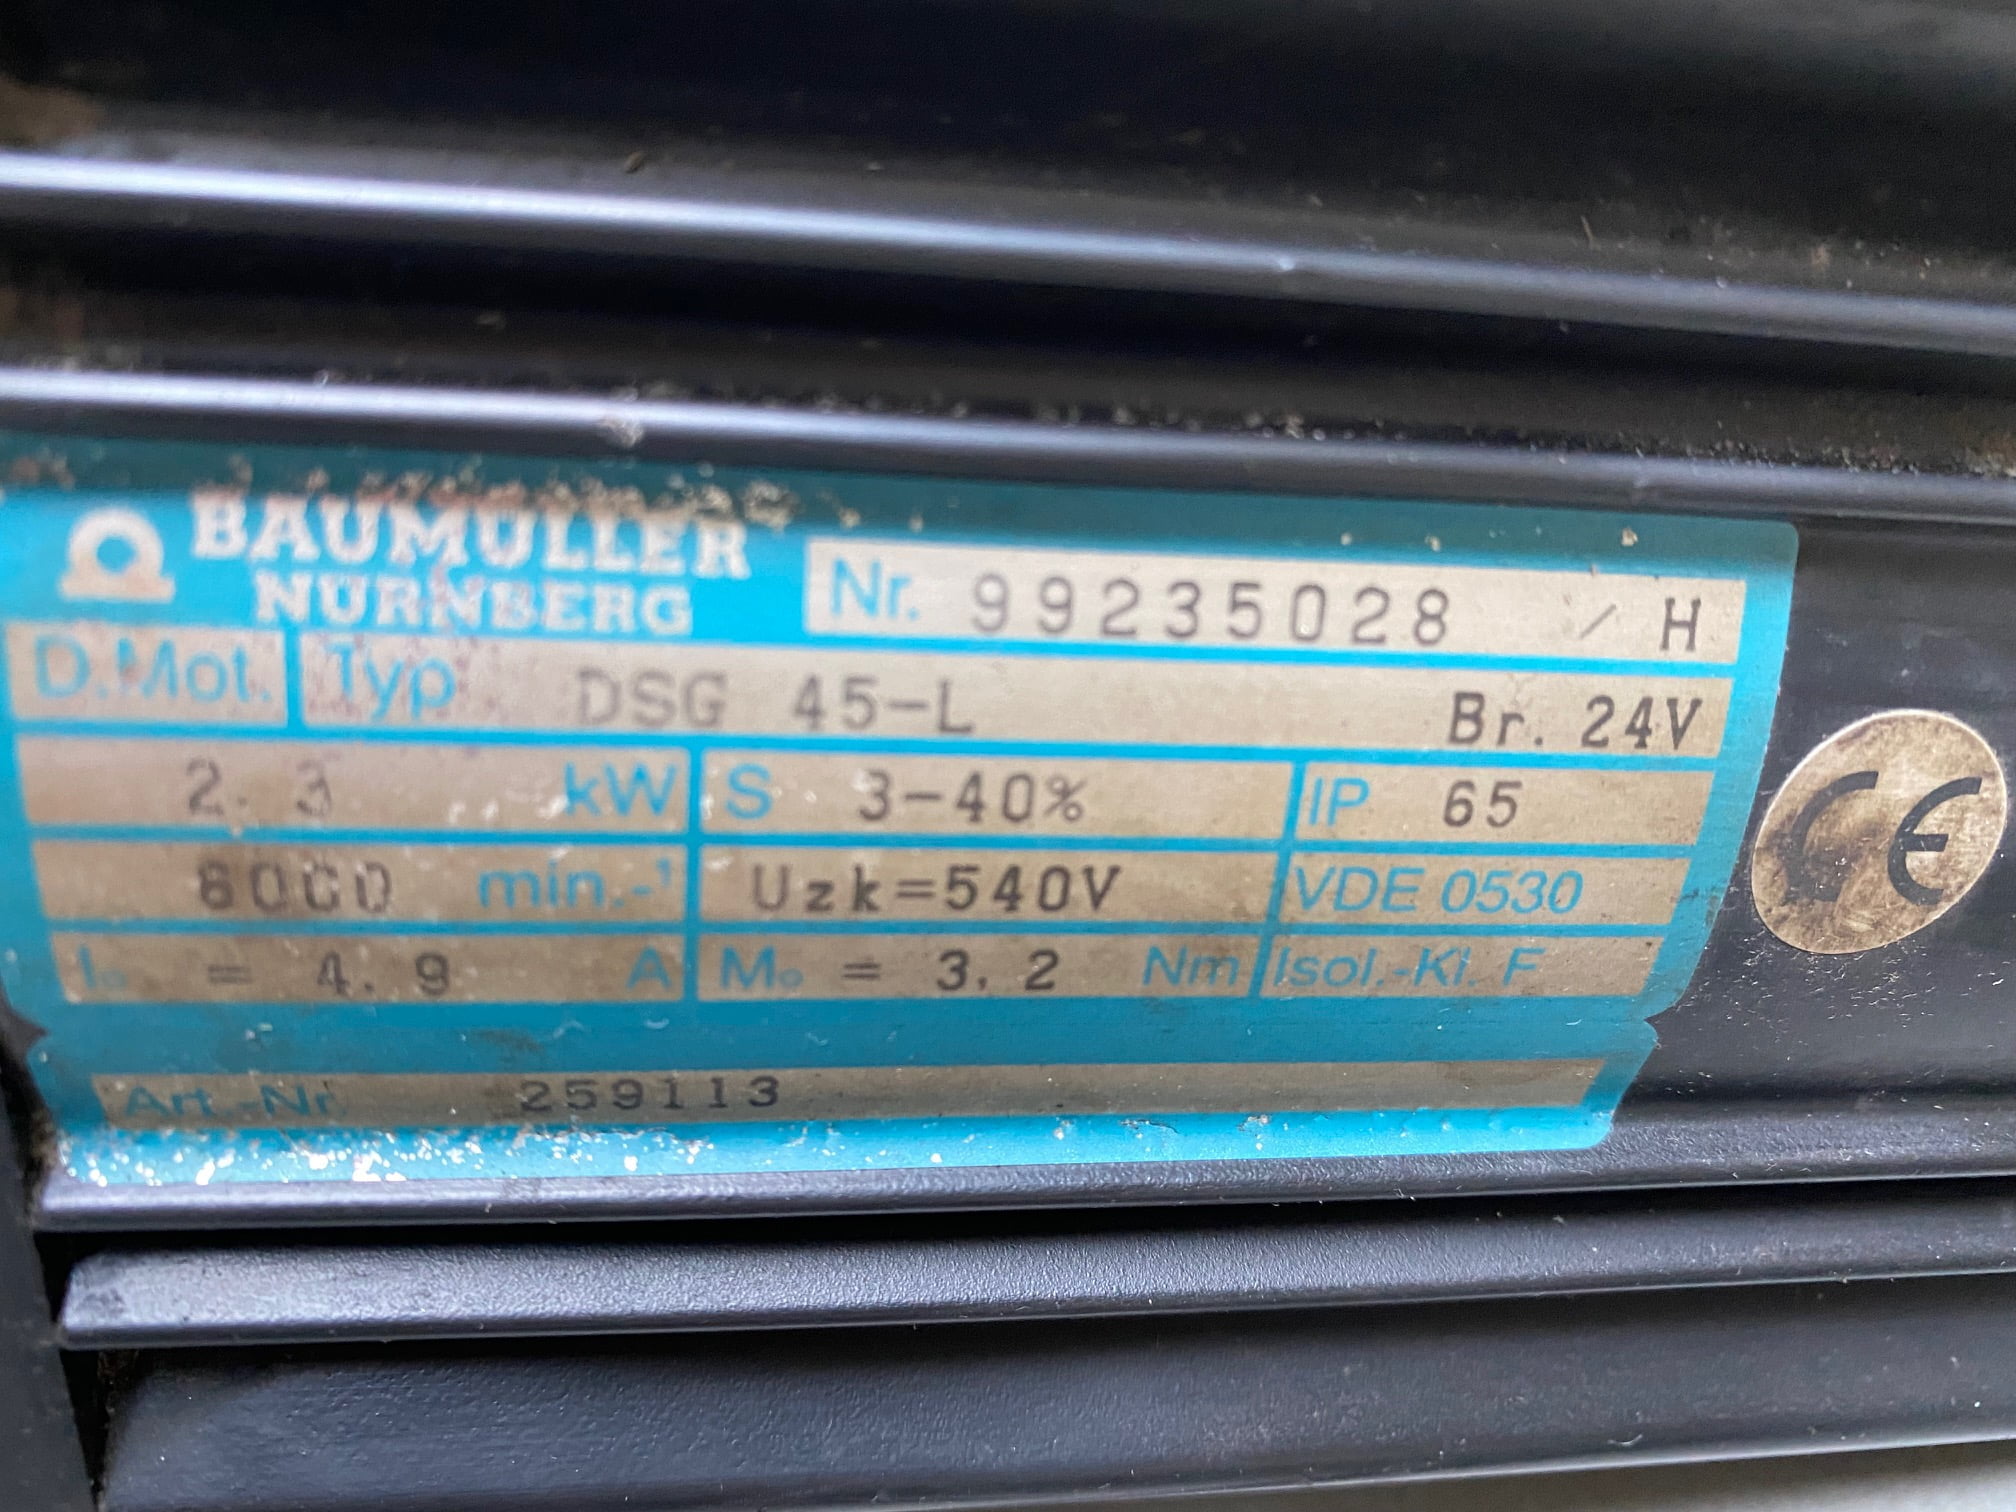 BAUMÜLLER
NÜRNBERG
Nr. 99235028 / H
D.Mot. Typ DSG 45-L Br. 24V
2.3 kW S 3-40% IP 65
6000 min.-¹ Uzk=540V VDE 0530
I₀ = 4.9 A M₀ = 3.2 Nm Isol.-Kl. F
Art.-Nr. 259113
CE